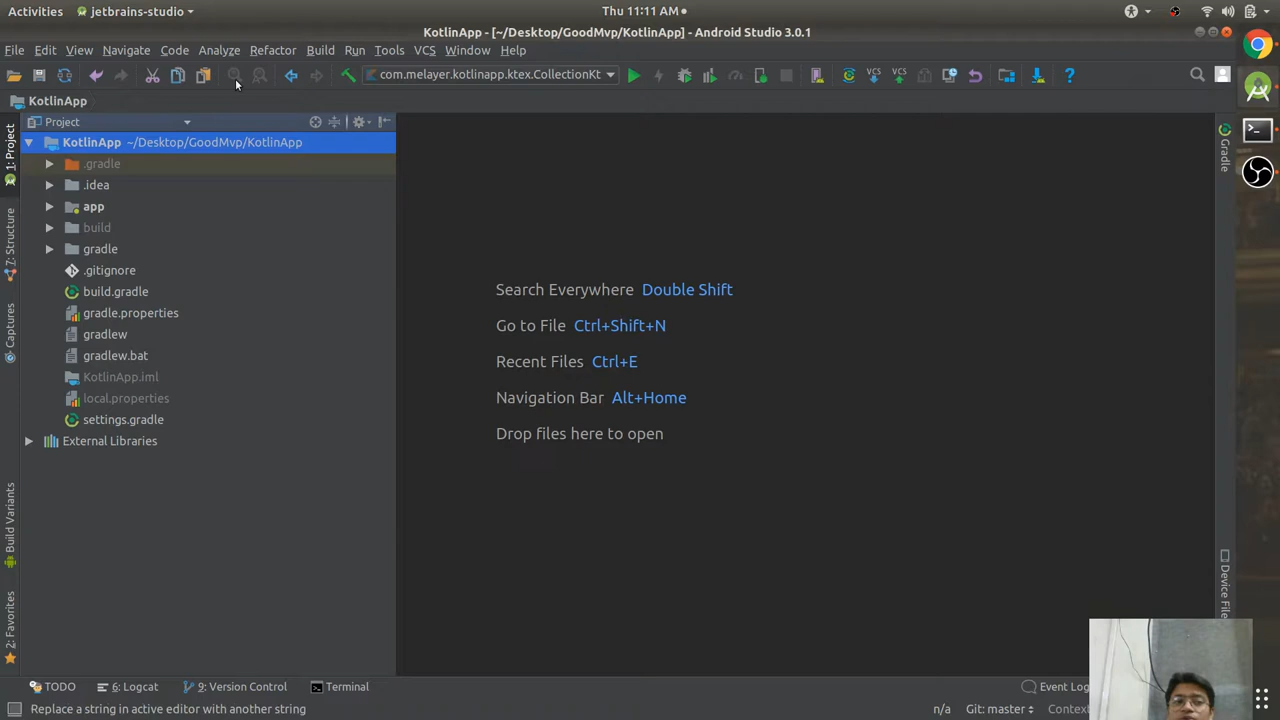 Activities jetbrains-studio Thu 11:11 AM
KotlinApp - [~/Desktop/GoodMvp/KotlinApp] - Android Studio 3.0.1
File Edit View Navigate Code Analyze Refactor Build Run Tools VCS Window Help
com.melayer.kotlinapp.ktex.CollectionKt VCS VCS ?
KotlinApp
Project
1: Project
7: Structure
Captures
Build Variants
2: Favorites
KotlinApp ~/Desktop/GoodMvp/KotlinApp
.gradle
.idea
app
build
gradle
.gitignore
build.gradle
gradle.properties
gradlew
gradlew.bat
KotlinApp.iml
local.properties
settings.gradle
External Libraries
Search Everywhere Double Shift
Go to File Ctrl+Shift+N
Recent Files Ctrl+E
Navigation Bar Alt+Home
Drop files here to open
Gradle
Device File
TODO 6: Logcat 9: Version Control Terminal Event Log
Replace a string in active editor with another string n/a Git: master Context